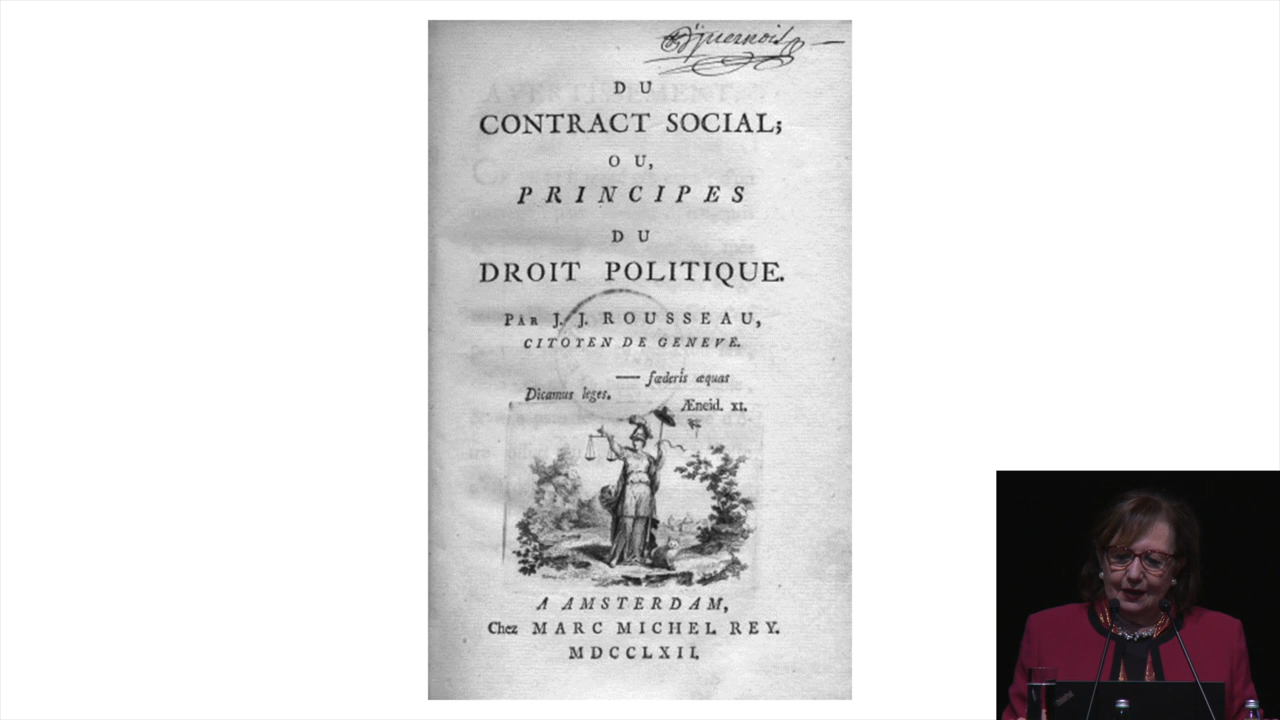 D'Ivernois
DU
CONTRACT SOCIAL;
OU,
PRINCIPES
DU
DROIT POLITIQUE.
PAR J. J. ROUSSEAU,
CITOYEN DE GENEVE.
— fœderis æquas
Dicamus leges.
Æneid. XI.
A AMSTERDAM,
Chez MARC MICHEL REY.
MDCCLXII.